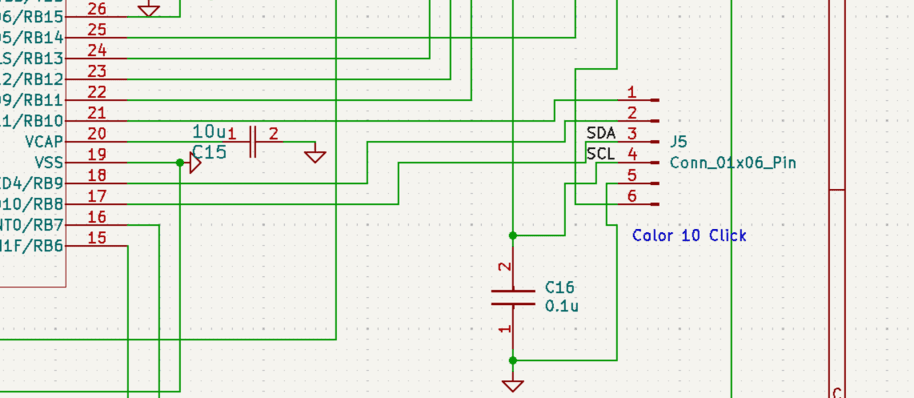 26
6/RB15
25
5/RB14
24
S/RB13
23
2/RB12
22
9/RB11
21
1/RB10
20
VCAP
10u
1
2
C15
19
VSS
18
D4/RB9
17
10/RB8
16
NT0/RB7
15
1F/RB6
1
2
SDA
3
J5
SCL
4
Conn_01x06_Pin
5
6
Color 10 Click
2
C16
0.1u
1
C